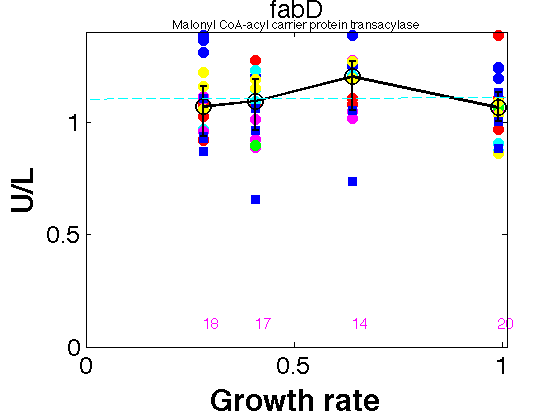 fabD
Malonyl CoA-acyl carrier protein transacylase
1
0.5
0
U/L
18
17
14
20
0
0.5
1
Growth rate